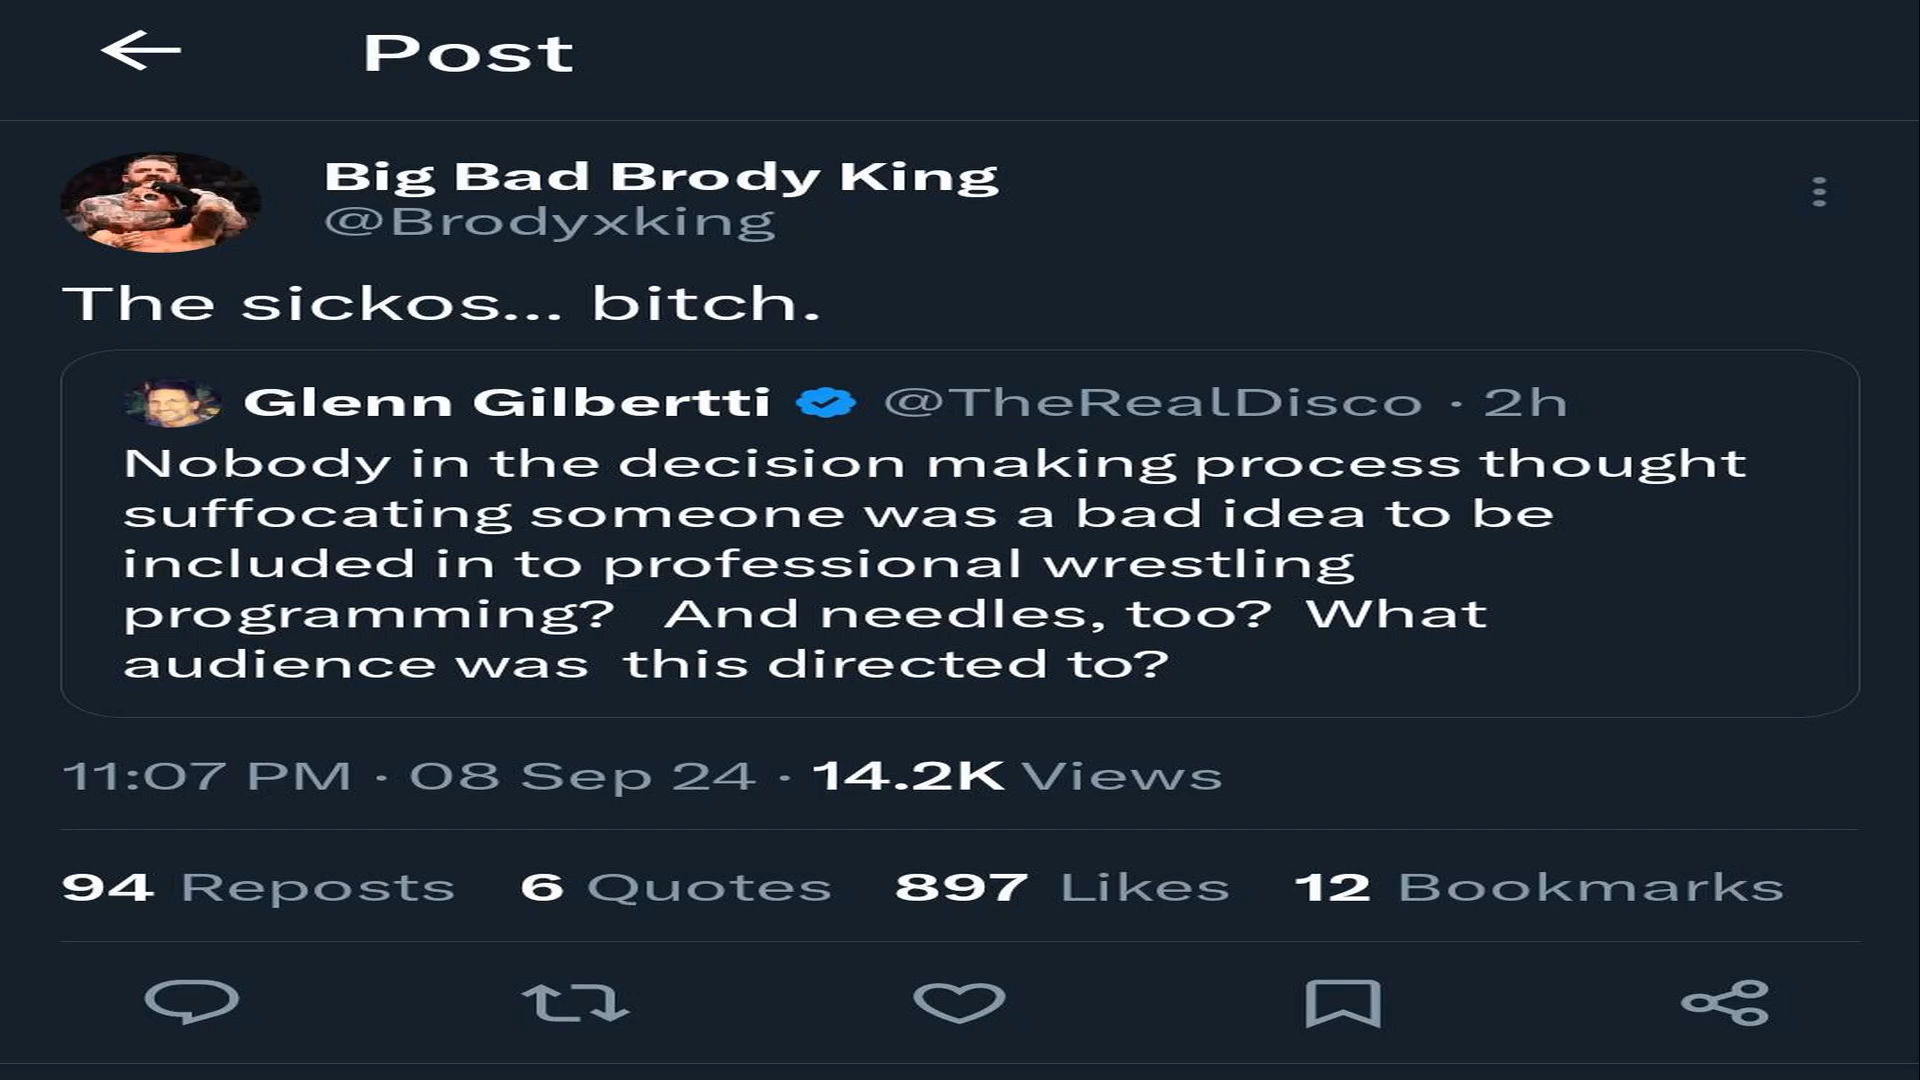 Post
Big Bad Brody King
@Brodyxking
The sickos... bitch.
Glenn Gilbertti @TheRealDisco · 2h
Nobody in the decision making process thought
suffocating someone was a bad idea to be
included in to professional wrestling
programming?   And needles, too?  What
audience was  this directed to?
11:07 PM · 08 Sep 24 · 14.2K Views
94 Reposts 6 Quotes 897 Likes 12 Bookmarks